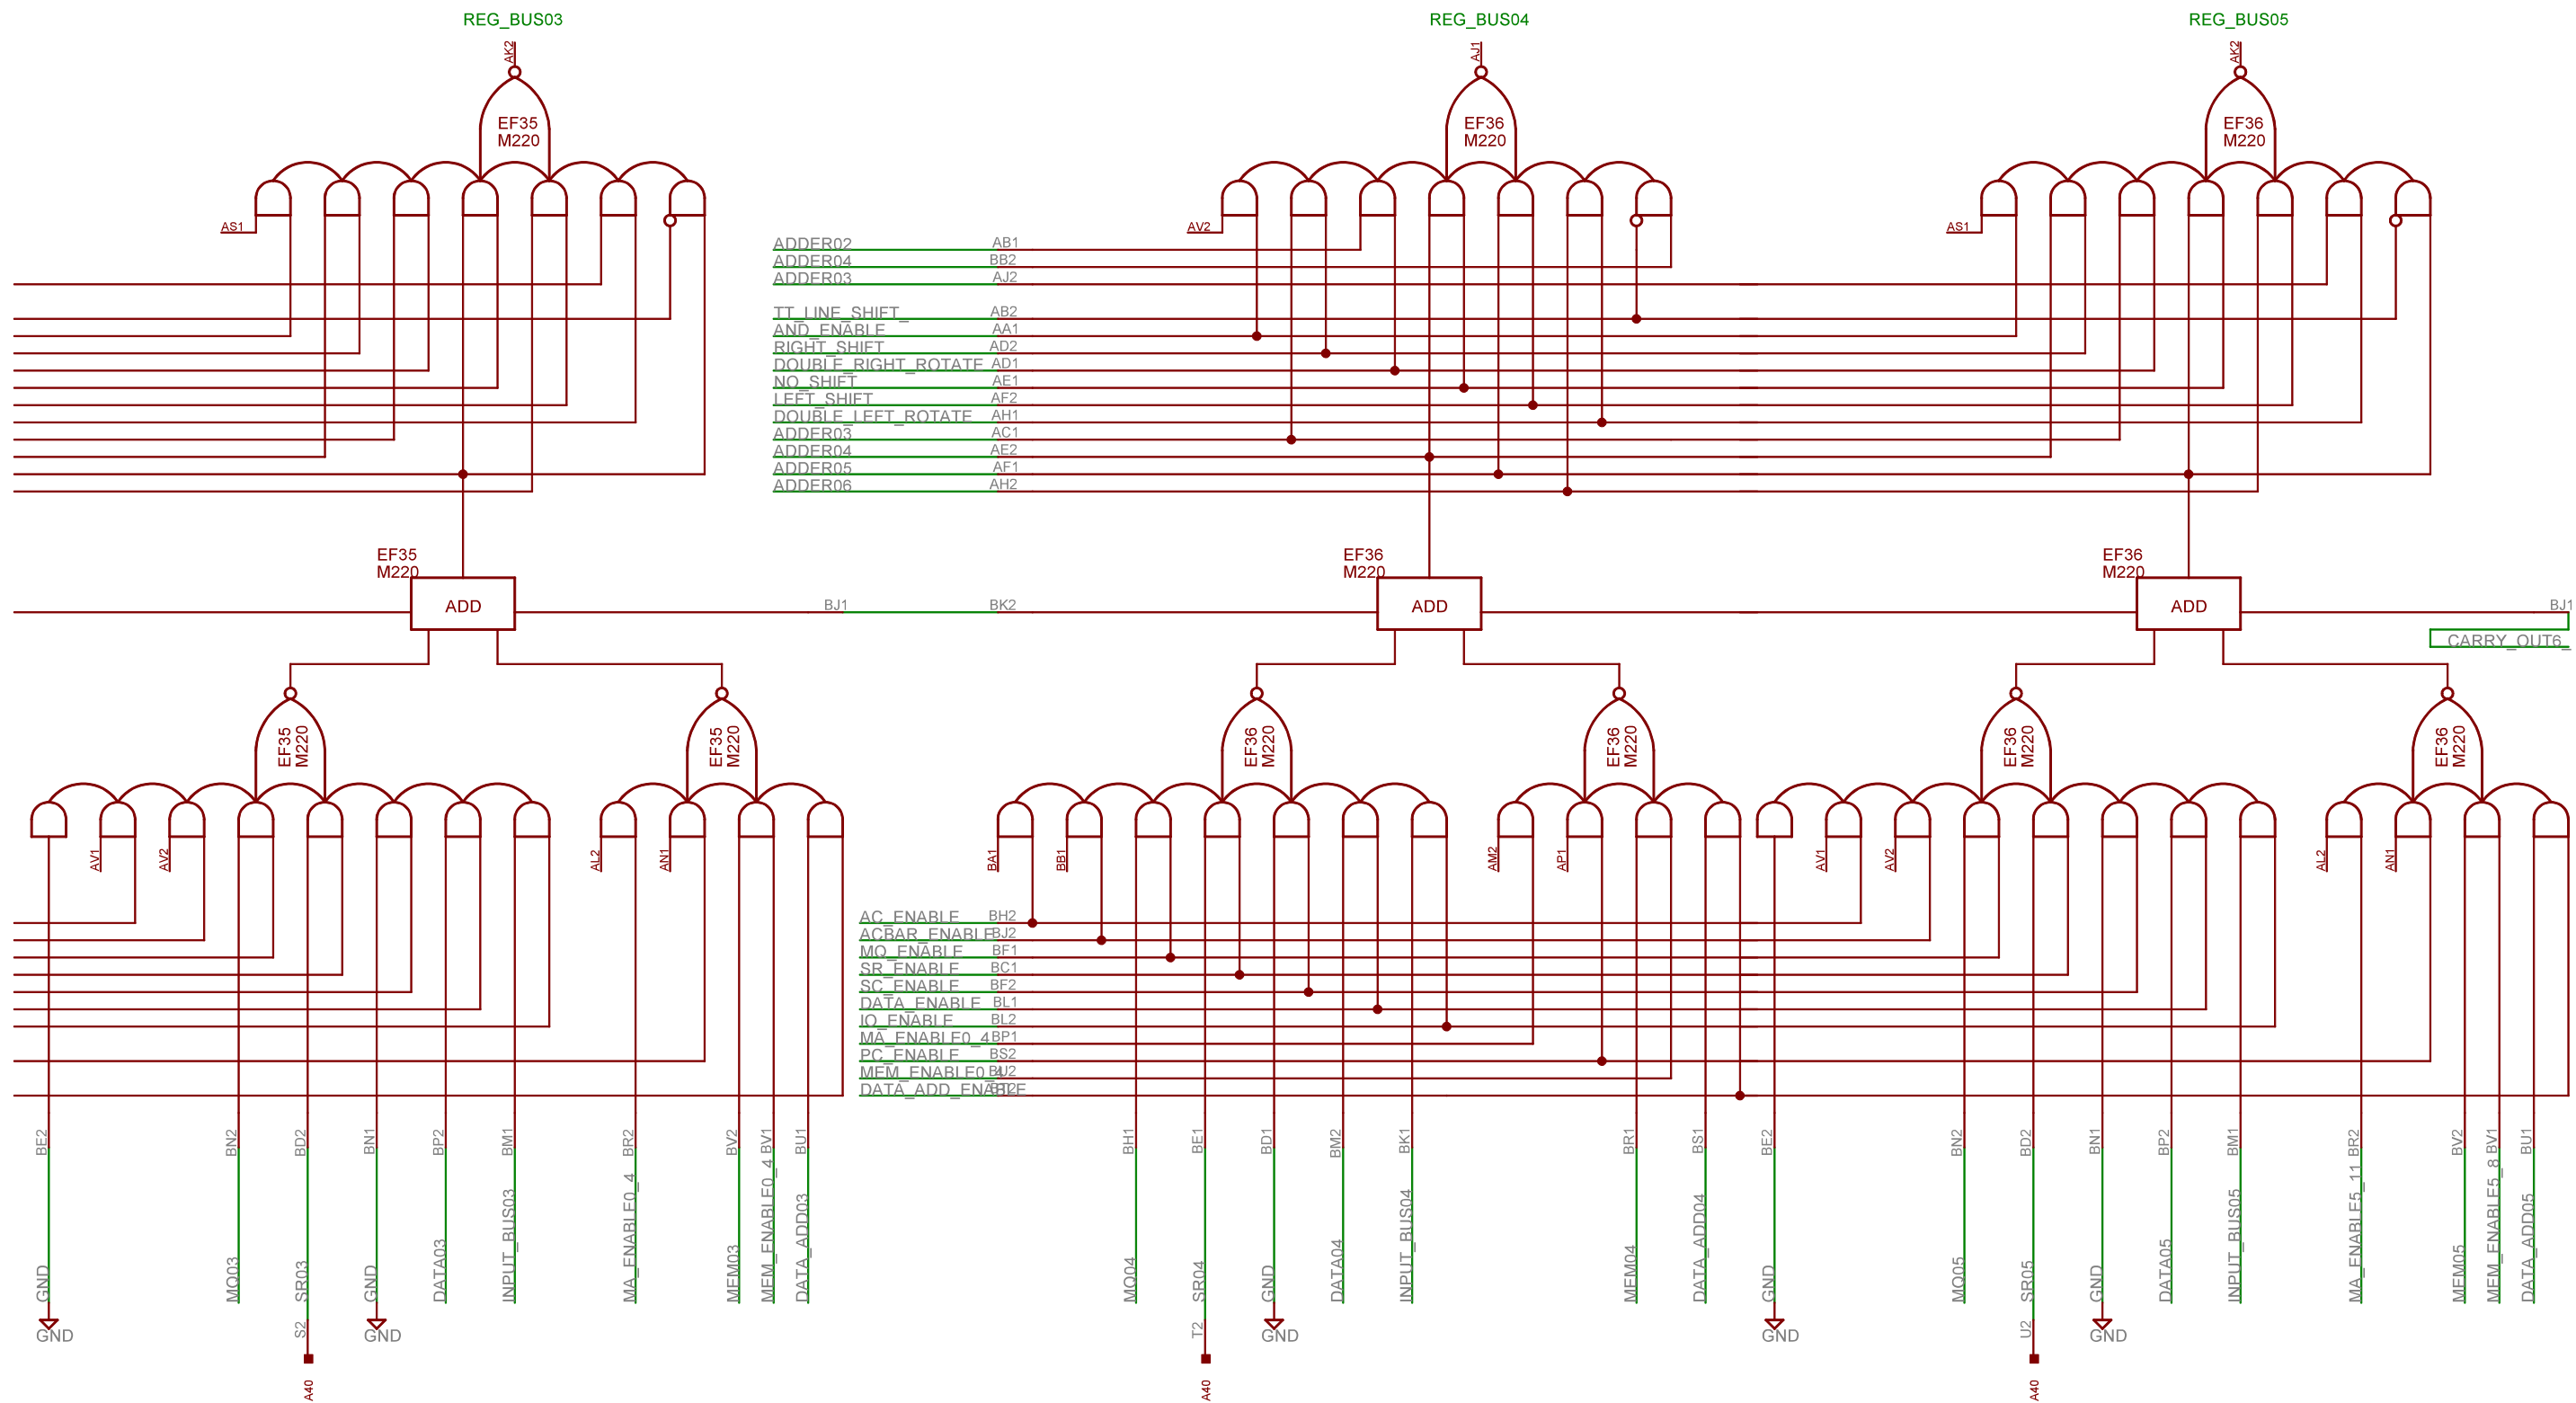 REG_BUS03 REG_BUS04 REG_BUS05
AK2 AJ1 AK2
EF35 EF36 EF36
M220 M220 M220
AS1 AV2 AS1
ADDER02 AB1
ADDER04 BB2
ADDER03 AJ2
TT_LINE_SHIFT_ AB2
AND_ENABLE AA1
RIGHT_SHIFT AD2
DOUBLE_RIGHT_ROTATE AD1
NO_SHIFT AE1
LEFT_SHIFT AF2
DOUBLE_LEFT_ROTATE AH1
ADDER03 AC1
ADDER04 AE2
ADDER05 AF1
ADDER06 AH2
EF35 EF36 EF36
M220 M220 M220
ADD BJ1 BK2 ADD ADD BJ1
CARRY_OUT6_
EF35 EF35 EF36 EF36 EF36 EF36
M220 M220 M220 M220 M220 M220
AV1 AV2 AL2 AN1 BA1 BB1 AM2 AP1 AV1 AV2 AL2 AN1
AC_ENABLE BH2
ACBAR_ENABLE BJ2
MQ_ENABLE BF1
SR_ENABLE BC1
SC_ENABLE BF2
DATA_ENABLE BL1
IO_ENABLE BL2
MA_ENABLE0_4 BP1
PC_ENABLE BS2
MEM_ENABLE0_4 BU2
DATA_ADD_ENABLE
BE2 BN2 BD2 BN1 BP2 BM1 BR2 BV2 BV1 BU1 BH1 BE1 BD1 BM2 BK1 BR1 BS1 BE2 BN2 BD2 BN1 BP2 BM1 BR2 BV2 BV1 BU1
GND MQ03 SR03 GND DATA03 INPUT_BUS03 MA_ENABLE0_4 MEM03 MEM_ENABLE0_4 DATA_ADD03 MQ04 SR04 GND DATA04 INPUT_BUS04 MEM04 DATA_ADD04 GND MQ05 SR05 GND DATA05 INPUT_BUS05 MA_ENABLE5_11 MEM05 MEM_ENABLE5_8 DATA_ADD05
GND S2 GND T2 GND GND U2 GND
A40 A40 A40